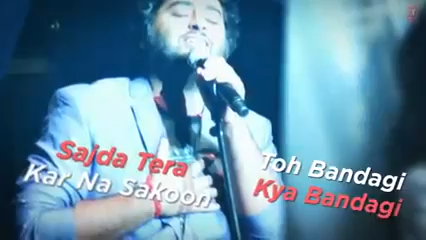 Sajda Tera
Kar Na Sakoon
Toh Bandagi
Kya Bandagi